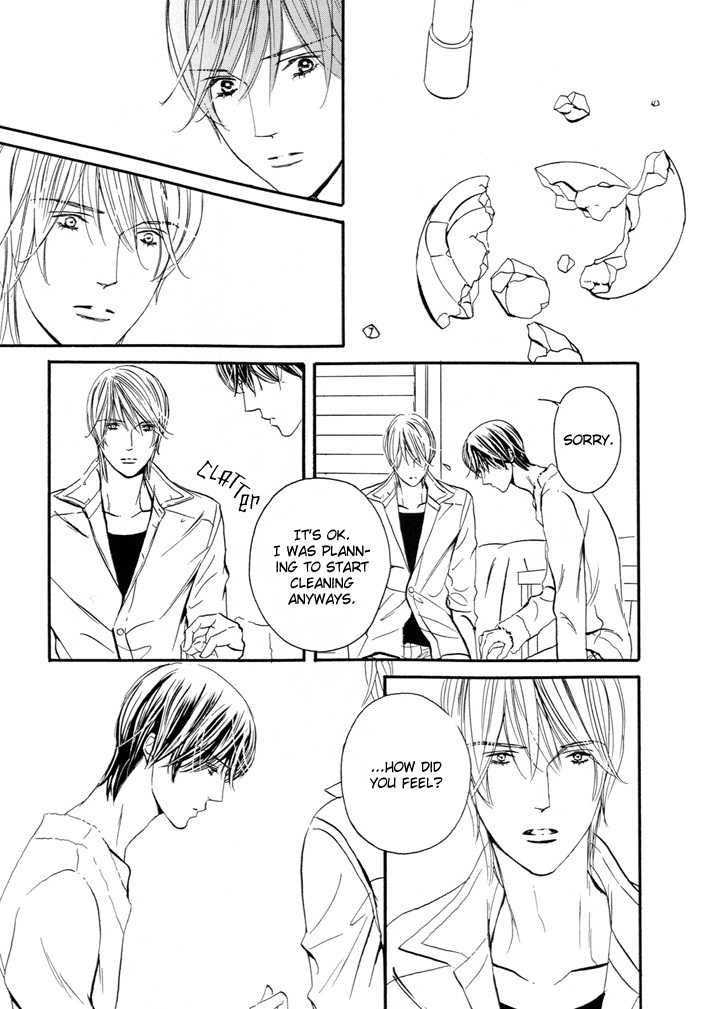 SORRY.
IT'S OK.
I WAS PLANN-
ING TO START
CLEANING
ANYWAYS.
CLATTER
...HOW DID
YOU FEEL?